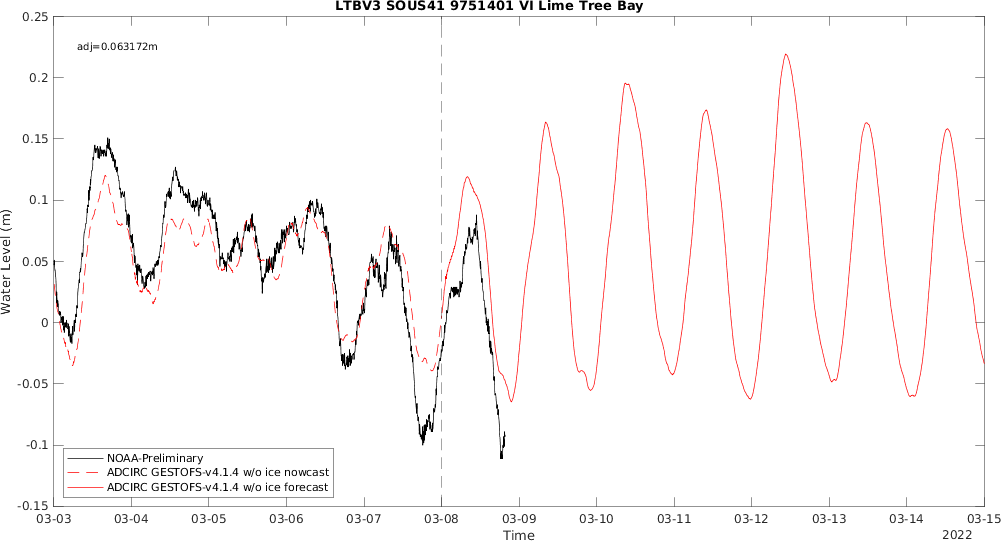 LTBV3 SOUS41 9751401 VI Lime Tree Bay
adj=0.063172m
0.25
0.2
0.15
0.1
0.05
0
-0.05
-0.1
-0.15
Water Level (m)
NOAA-Preliminary
ADCIRC GESTOFS-v4.1.4 w/o ice nowcast
ADCIRC GESTOFS-v4.1.4 w/o ice forecast
03-03 03-04 03-05 03-06 03-07 03-08 03-09 03-10 03-11 03-12 03-13 03-14 03-15
Time
2022